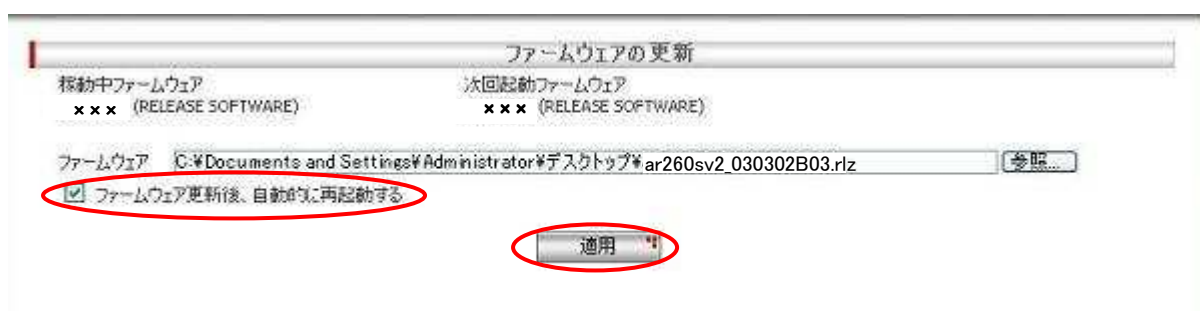 ファームウェアの更新
稼動中ファームウェア 次回起動ファームウェア
××× (RELEASE SOFTWARE) ××× (RELEASE SOFTWARE)
ファームウェア C:¥Documents and Settings¥Administrator¥デスクトップ¥ar260sv2_030302B03.rlz 参照...
ファームウェア更新後、自動的に再起動する
適用